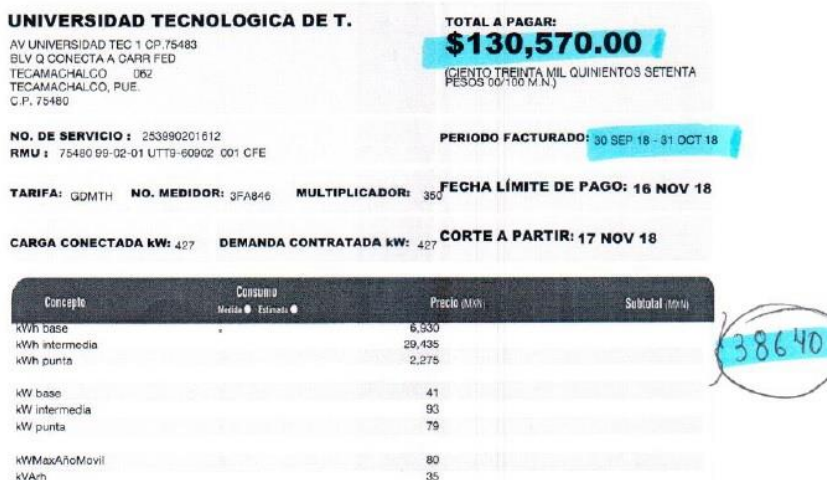 UNIVERSIDAD TECNOLOGICA DE T.
AV UNIVERSIDAD TEC 1 CP.75483
BLV Q CONECTA A CARR FED
TECAMACHALCO 062
TECAMACHALCO, PUE.
C.P. 75480
TOTAL A PAGAR:
$130,570.00
(CIENTO TREINTA MIL QUINIENTOS SETENTA
PESOS 00/100 M.N.)
NO. DE SERVICIO : 253990201612
RMU : 75480 99-02-01 UTT9-60902 001 CFE
PERIODO FACTURADO: 30 SEP 18 - 31 OCT 18
TARIFA: GDMTH NO. MEDIDOR: 3FA846 MULTIPLICADOR: 350
FECHA LÍMITE DE PAGO: 16 NOV 18
CARGA CONECTADA kW: 427 DEMANDA CONTRATADA kW: 427
CORTE A PARTIR: 17 NOV 18
Concepto Consumo Precio (MXN) Subtotal (MXN)
Medida Estimada
kWh base 6,930
kWh intermedia 29,435
kWh punta 2,275
38640
kW base 41
kW intermedia 93
kW punta 79
kWMaxAñoMovil 80
kVArh 35